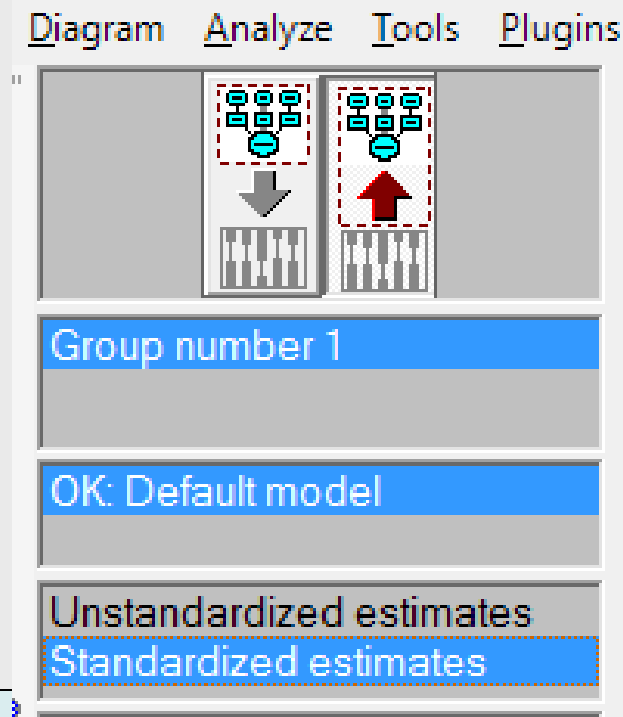 Diagram Analyze Tools Plugins
Group number 1
OK: Default model
Unstandardized estimates
Standardized estimates